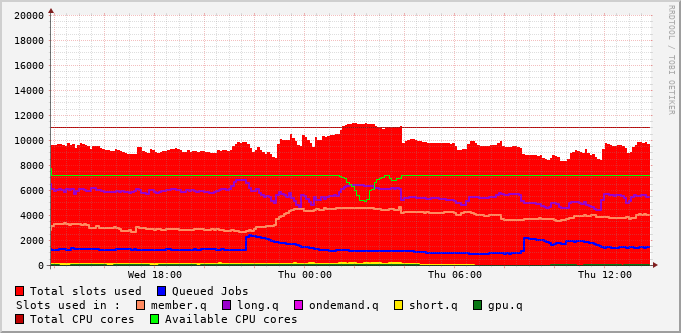 20000
18000
16000
14000
12000
10000
8000
6000
4000
2000
0
Wed 18:00 Thu 00:00 Thu 06:00 Thu 12:00
RRDTOOL / TOBI OETIKER
Total slots used Queued Jobs
Slots used in : member.q long.q ondemand.q short.q gpu.q
Total CPU cores Available CPU cores